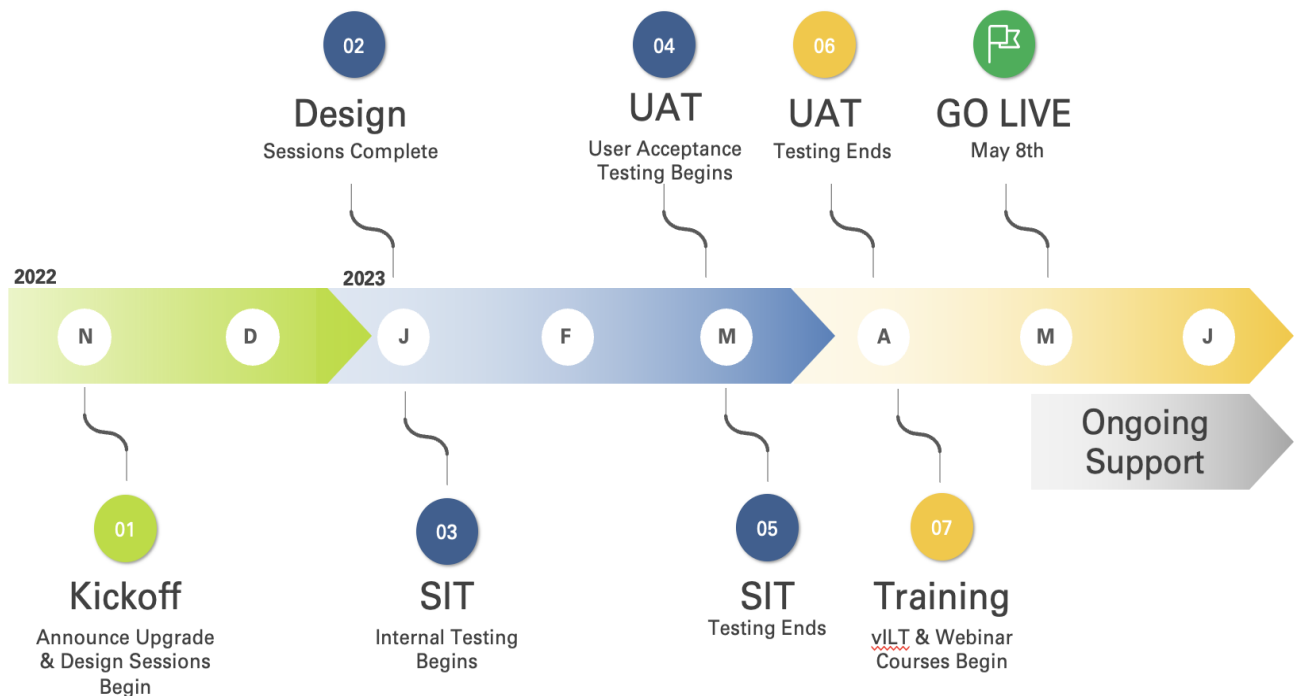 02
Design
Sessions Complete
04
UAT
User Acceptance
Testing Begins
06
UAT
Testing Ends
GO LIVE
May 8th
2022
2023
N
D
J
F
M
A
M
J
Ongoing
Support
01
Kickoff
Announce Upgrade
& Design Sessions
Begin
03
SIT
Internal Testing
Begins
05
SIT
Testing Ends
07
Training
vILT & Webinar
Courses Begin